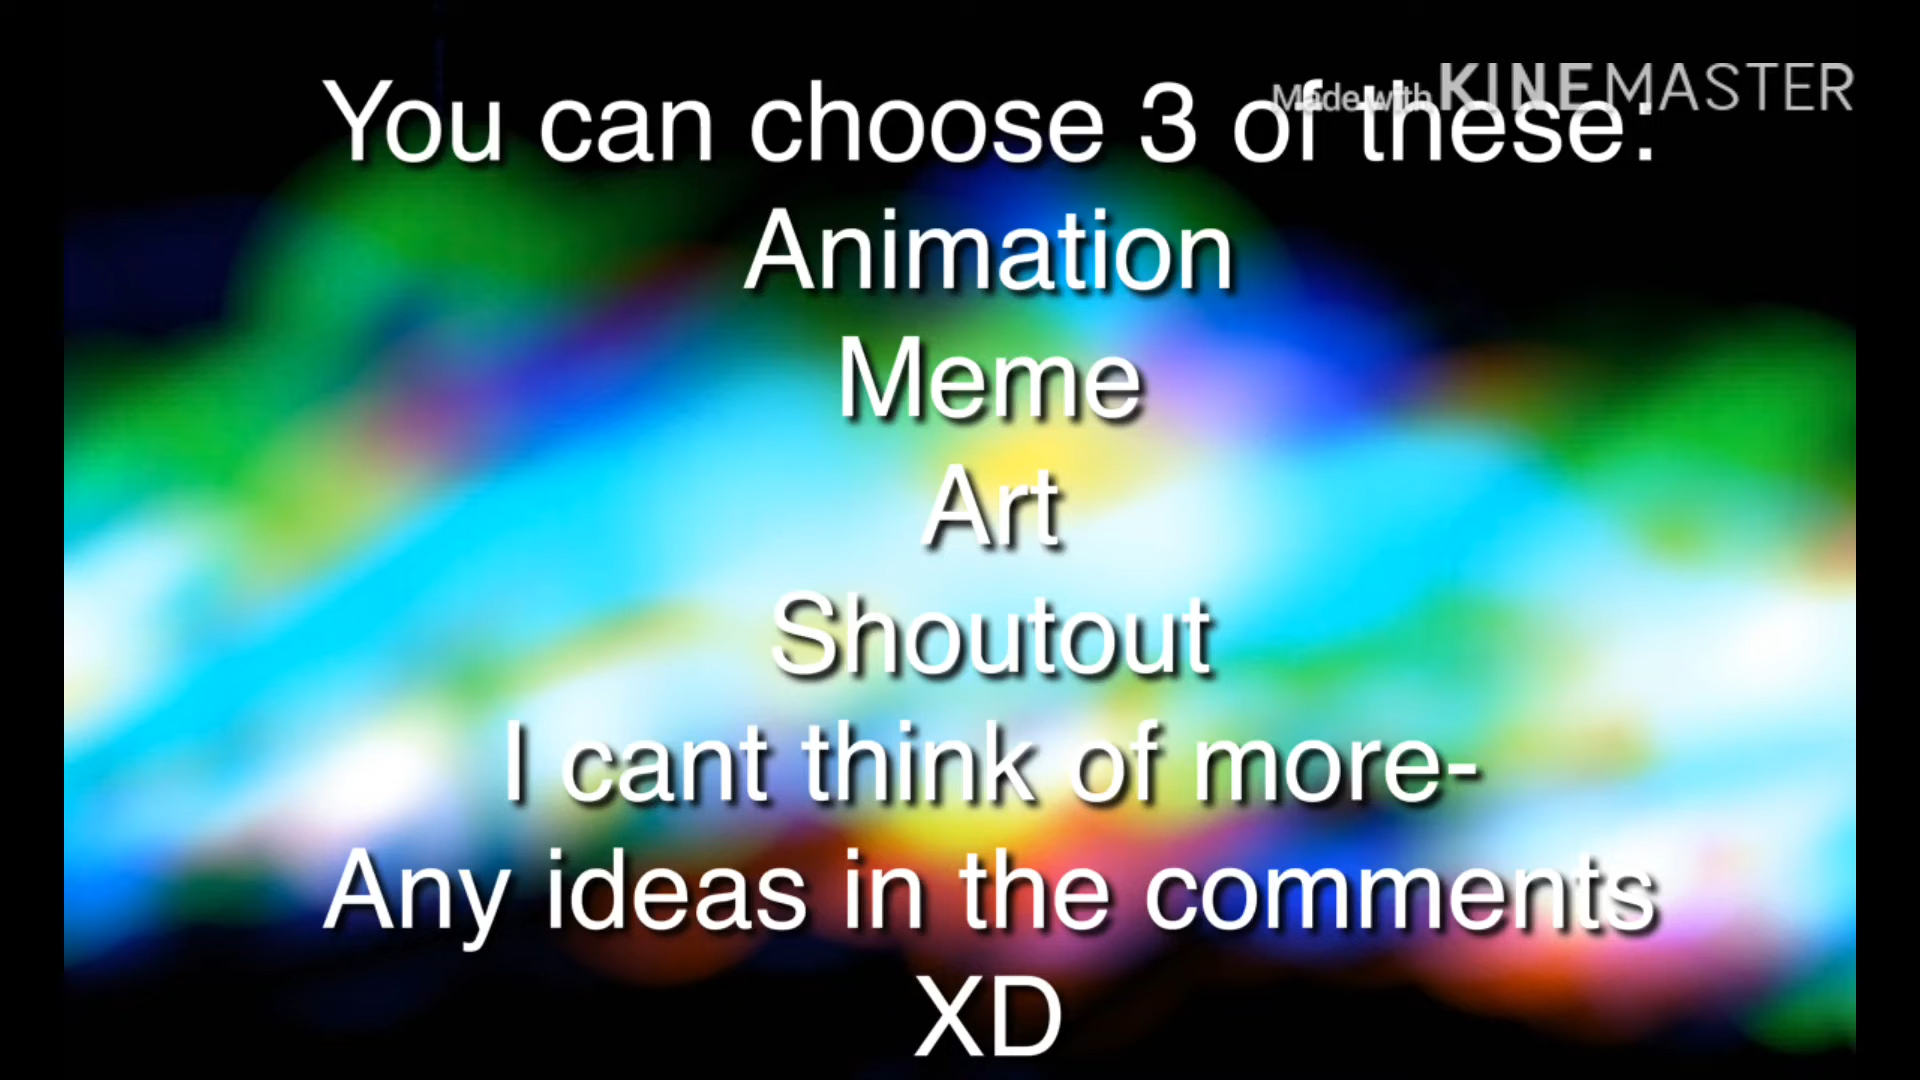 Made with KINEMASTER
You can choose 3 of these:
Animation
Meme
Art
Shoutout
I cant think of more-
Any ideas in the comments
XD